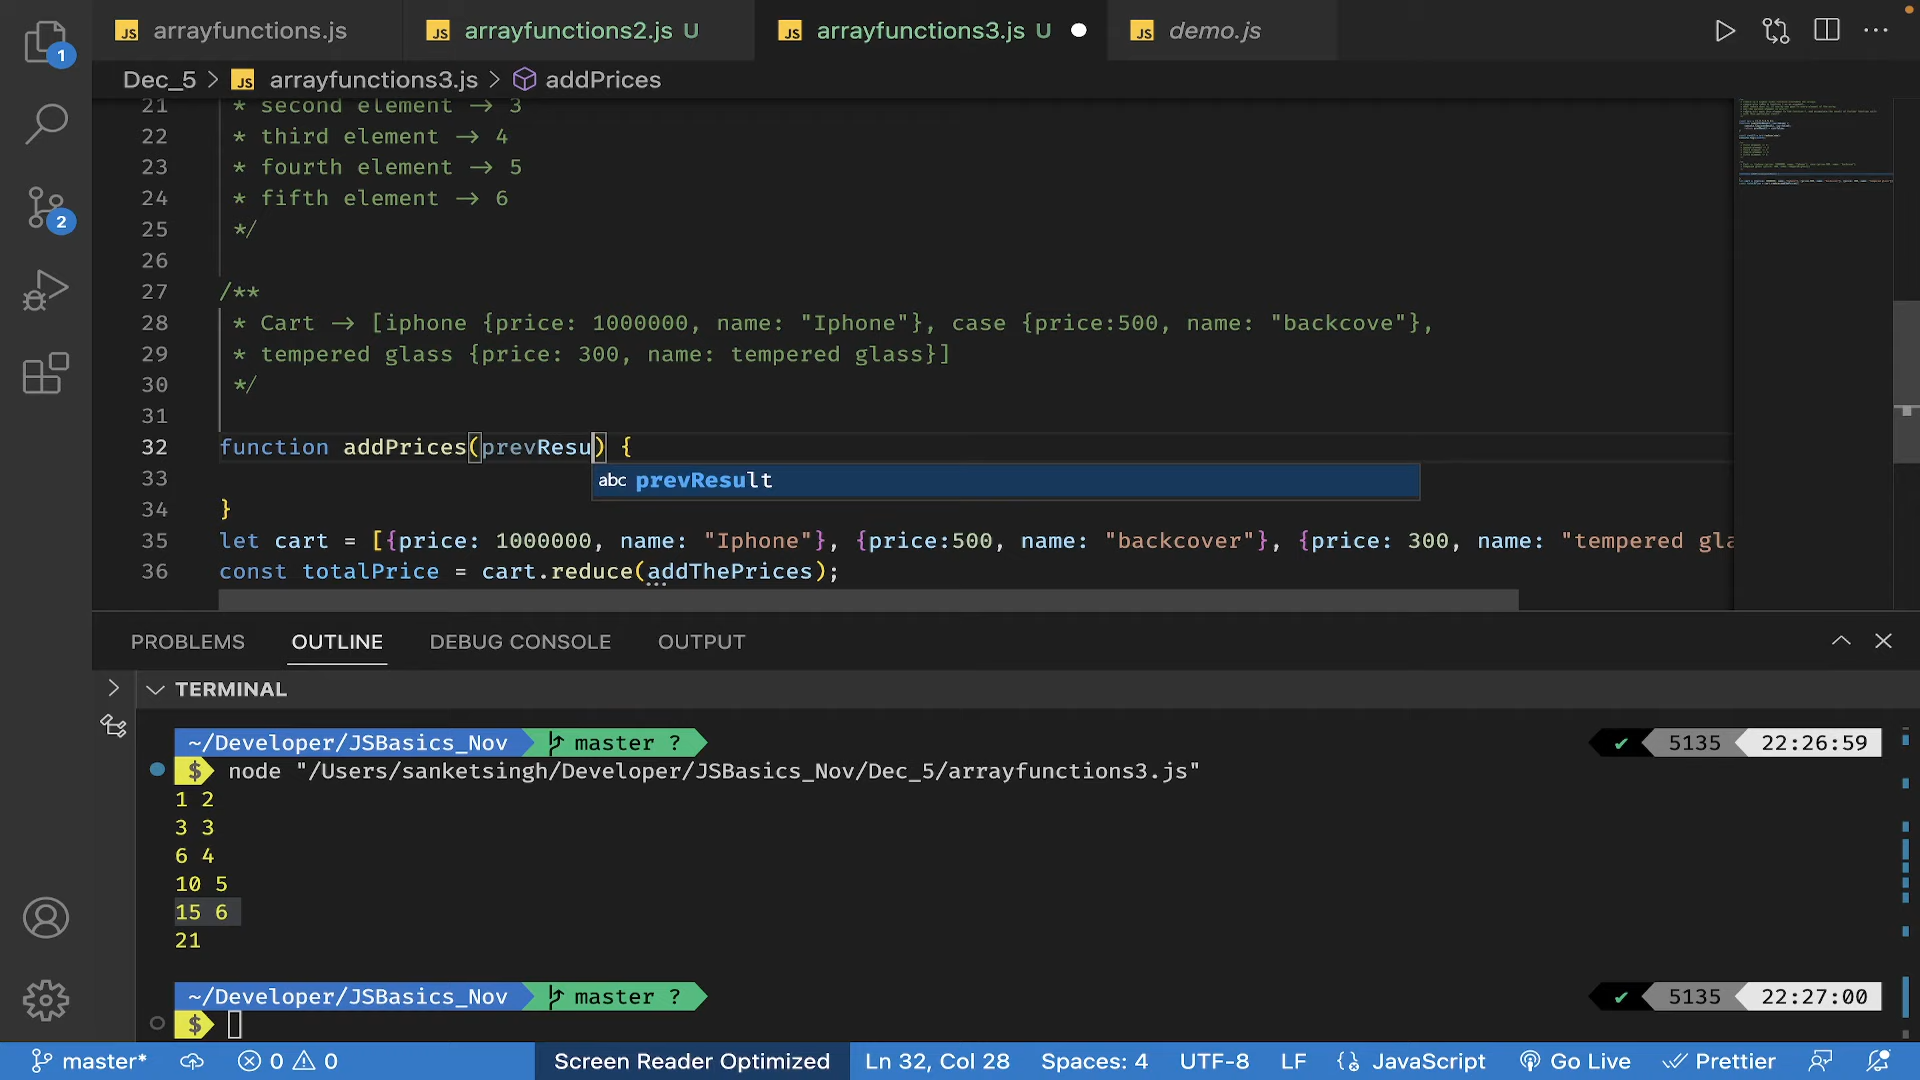 JS arrayfunctions.js
JS arrayfunctions2.js U
JS arrayfunctions3.js U
JS demo.js
1
Dec_5 > JS arrayfunctions3.js > addPrices
21 * second element -> 3
22 * third element -> 4
23 * fourth element -> 5
24 * fifth element -> 6
25 */
26
27 /**
28 * Cart -> [iphone {price: 1000000, name: "Iphone"}, case {price:500, name: "backcove"},
29 * tempered glass {price: 300, name: tempered glass}]
30 */
31
32 function addPrices(prevResu) {
abc prevResult
33
34 }
35 let cart = [{price: 1000000, name: "Iphone"}, {price:500, name: "backcover"}, {price: 300, name: "tempered gla
36 const totalPrice = cart.reduce(addThePrices);
2
PROBLEMS OUTLINE DEBUG CONSOLE OUTPUT
TERMINAL
~/Developer/JSBasics_Nov master ? ✔ 5135 22:26:59
$ node "/Users/sanketsingh/Developer/JSBasics_Nov/Dec_5/arrayfunctions3.js"
1 2
3 3
6 4
10 5
15 6
21
~/Developer/JSBasics_Nov master ? ✔ 5135 22:27:00
$
master* 0 0 Screen Reader Optimized Ln 32, Col 28 Spaces: 4 UTF-8 LF JavaScript Go Live Prettier